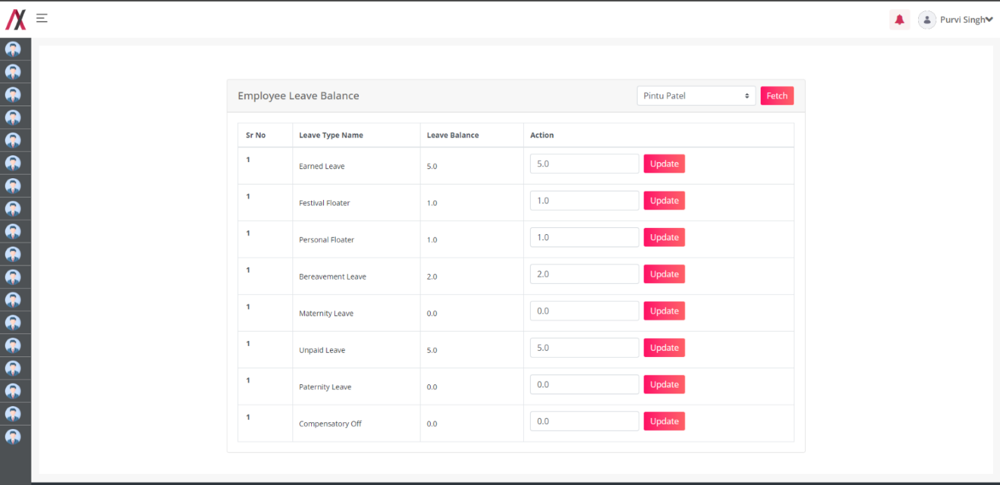 Purvi Singh
Employee Leave Balance Pintu Patel Fetch
Sr No Leave Type Name Leave Balance Action
1 Earned Leave 5.0 5.0 Update
1 Festival Floater 1.0 1.0 Update
1 Personal Floater 1.0 1.0 Update
1 Bereavement Leave 2.0 2.0 Update
1 Maternity Leave 0.0 0.0 Update
1 Unpaid Leave 5.0 5.0 Update
1 Paternity Leave 0.0 0.0 Update
1 Compensatory Off 0.0 0.0 Update